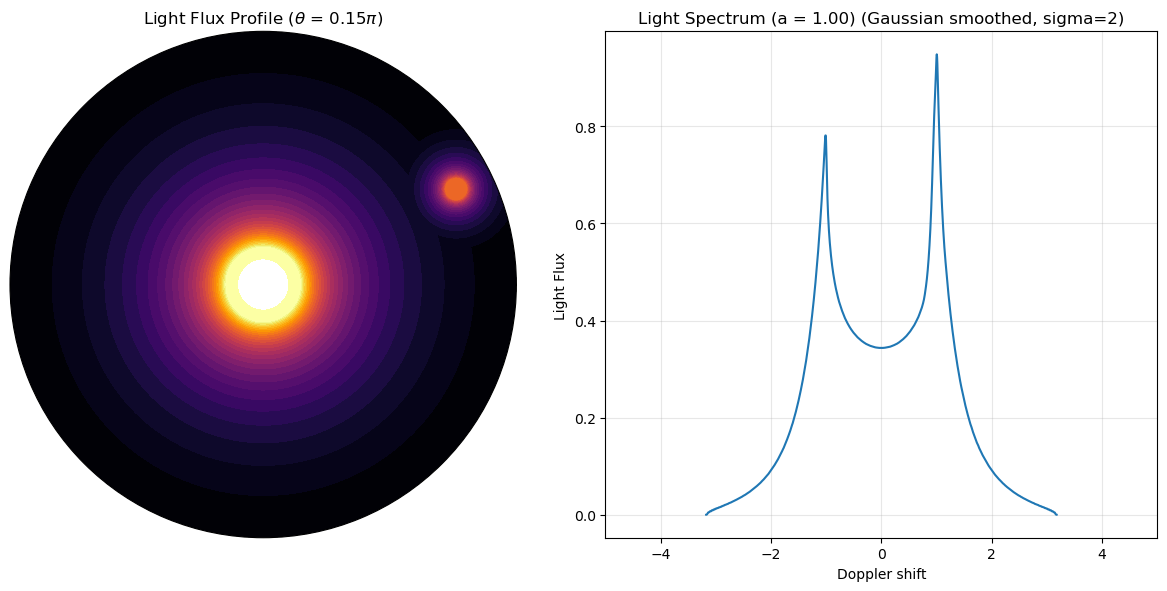 Light Flux Profile (θ = 0.15π)
Light Spectrum (a = 1.00) (Gaussian smoothed, sigma=2)
Light Flux
0.8
0.6
0.4
0.2
0.0
−4 −2 0 2 4
Doppler shift